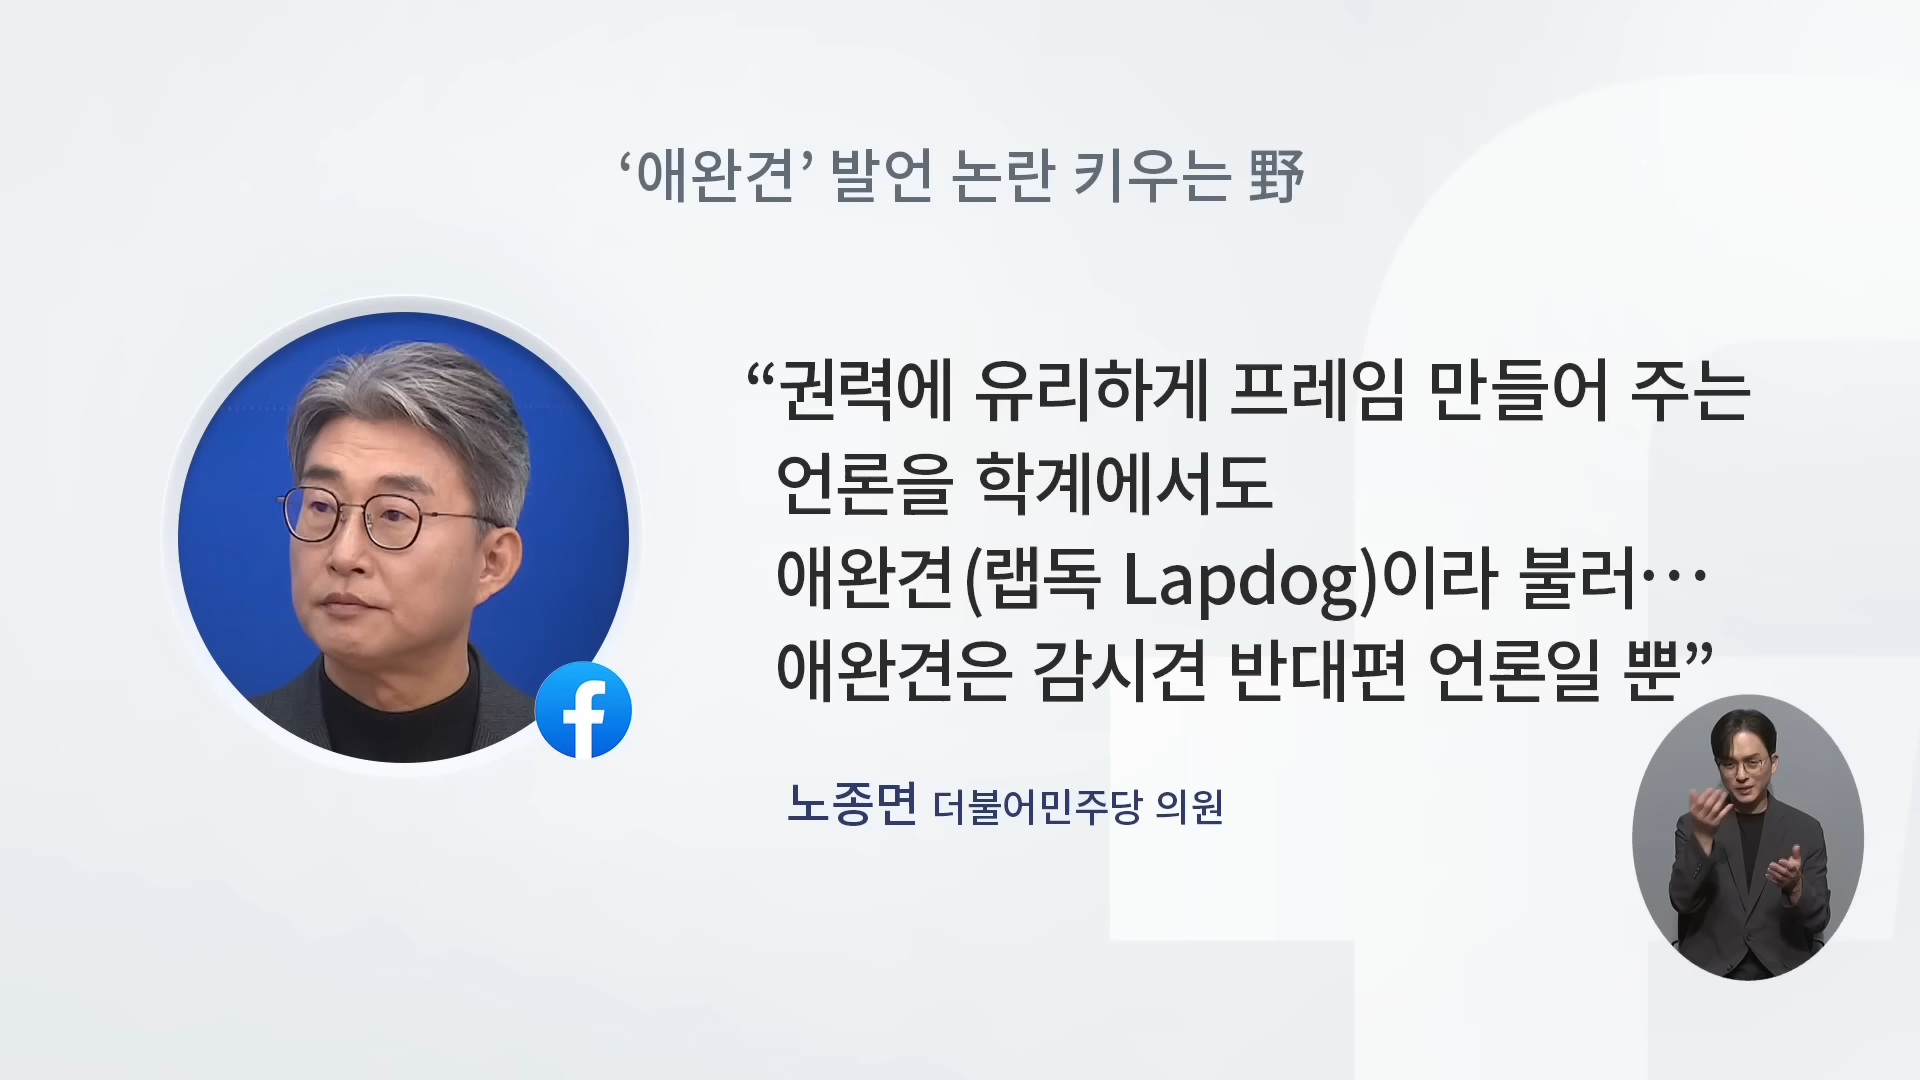 ‘애완견’ 발언 논란 키우는 野
“권력에 유리하게 프레임 만들어 주는
언론을 학계에서도
애완견(랩독 Lapdog)이라 불러…
애완견은 감시견 반대편 언론일 뿐”
노종면 더불어민주당 의원